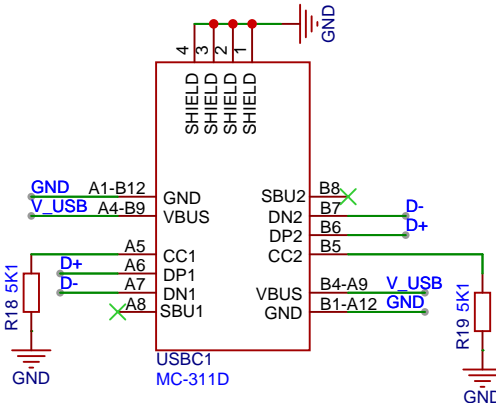 GND
4
3
2
1
SHIELD
SHIELD
SHIELD
SHIELD
GND A1-B12 GND
V_USB A4-B9 VBUS
A5 CC1
D+ A6 DP1
D- A7 DN1
A8 SBU1
SBU2 B8
DN2 B7 D-
DP2 B6 D+
CC2 B5
VBUS B4-A9 V_USB
GND B1-A12 GND
R18 5K1
GND
R19 5K1
GND
USBC1
MC-311D